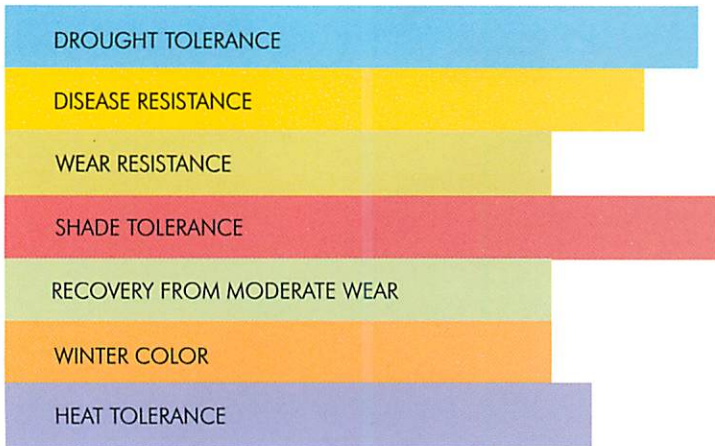 DROUGHT TOLERANCE
DISEASE RESISTANCE
WEAR RESISTANCE
SHADE TOLERANCE
RECOVERY FROM MODERATE WEAR
WINTER COLOR
HEAT TOLERANCE